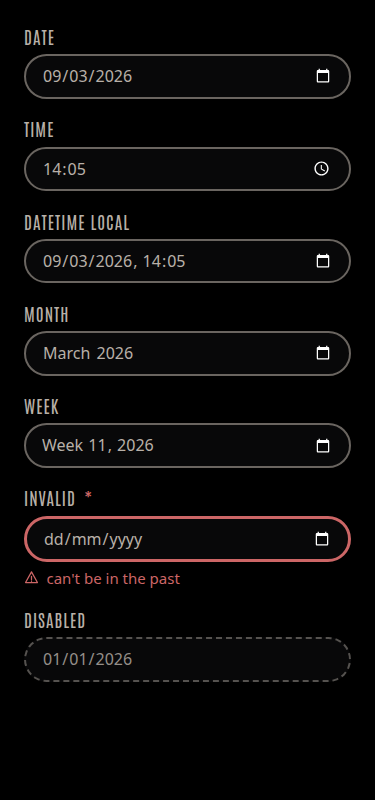 DATE
09/03/2026
TIME
14:05
DATETIME LOCAL
09/03/2026, 14:05
MONTH
March 2026
WEEK
Week 11, 2026
INVALID *
dd/mm/yyyy
can't be in the past
DISABLED
01/01/2026